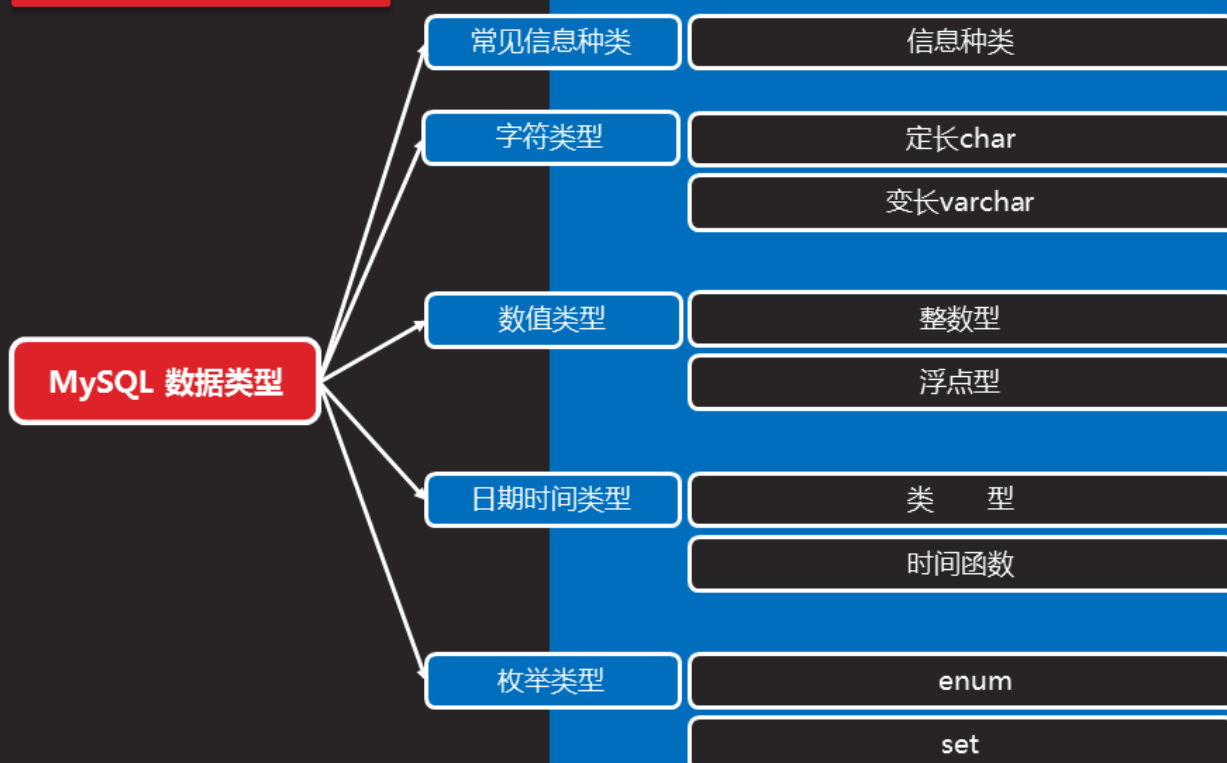 常见信息种类
信息种类
字符类型
定长char
变长varchar
数值类型
整数型
浮点型
MySQL 数据类型
日期时间类型
类 型
时间函数
枚举类型
enum
set